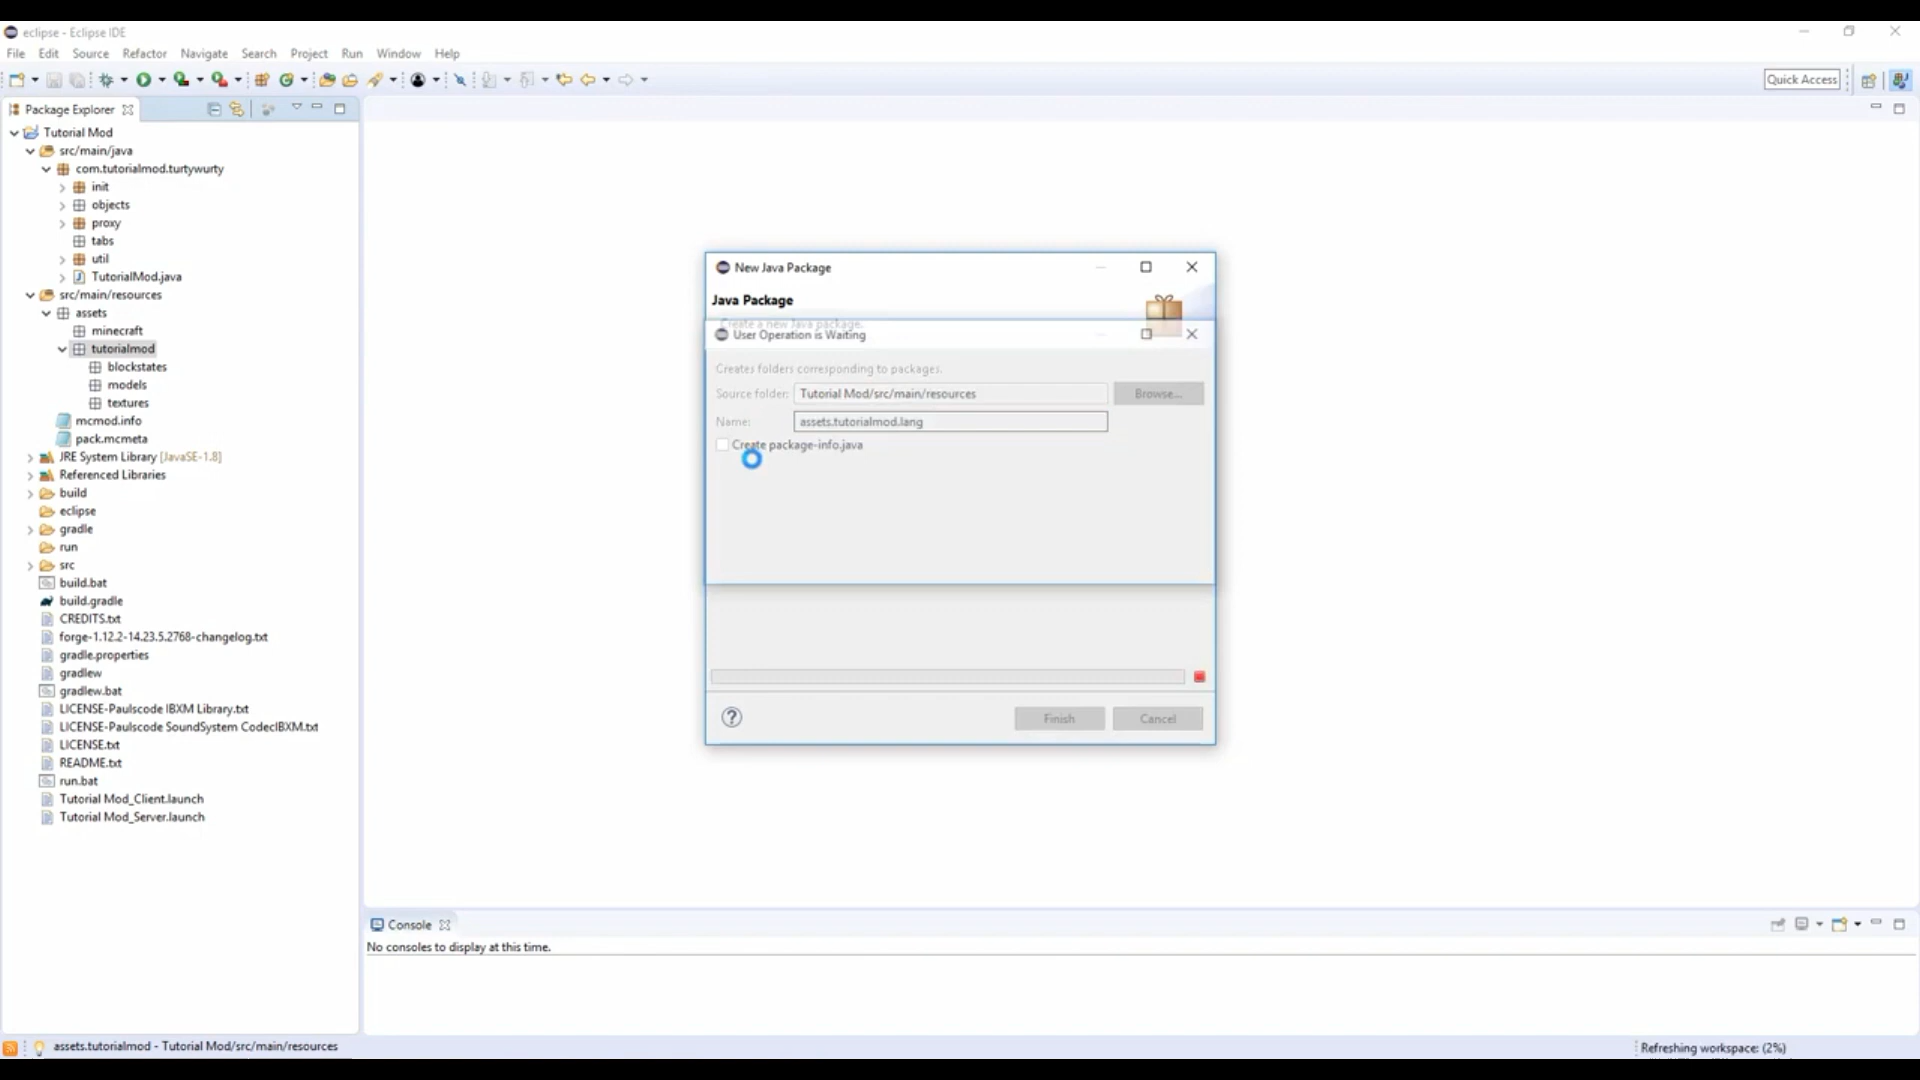 eclipse - Eclipse IDE
File Edit Source Refactor Navigate Search Project Run Window Help
Quick Access
Package Explorer
Tutorial Mod
src/main/java
com.tutorialmod.turtywurty
init
objects
proxy
tabs
util
TutorialMod.java
src/main/resources
assets
minecraft
tutorialmod
blockstates
models
textures
mcmod.info
pack.mcmeta
JRE System Library [JavaSE-1.8]
Referenced Libraries
build
eclipse
gradle
run
src
build.bat
build.gradle
CREDITS.txt
forge-1.12.2-14.23.5.2768-changelog.txt
gradle.properties
gradlew
gradlew.bat
LICENSE-Paulscode IBXM Library.txt
LICENSE-Paulscode SoundSystem CodecIBXM.txt
LICENSE.txt
README.txt
run.bat
Tutorial Mod_Client.launch
Tutorial Mod_Server.launch
New Java Package
Java Package
Create a new Java package.
User Operation is Waiting
Creates folders corresponding to packages.
Source folder: Tutorial Mod/src/main/resources Browse...
Name: assets.tutorialmod.lang
Create package-info.java
Finish Cancel
Console
No consoles to display at this time.
assets.tutorialmod - Tutorial Mod/src/main/resources
Refreshing workspace: (2%)